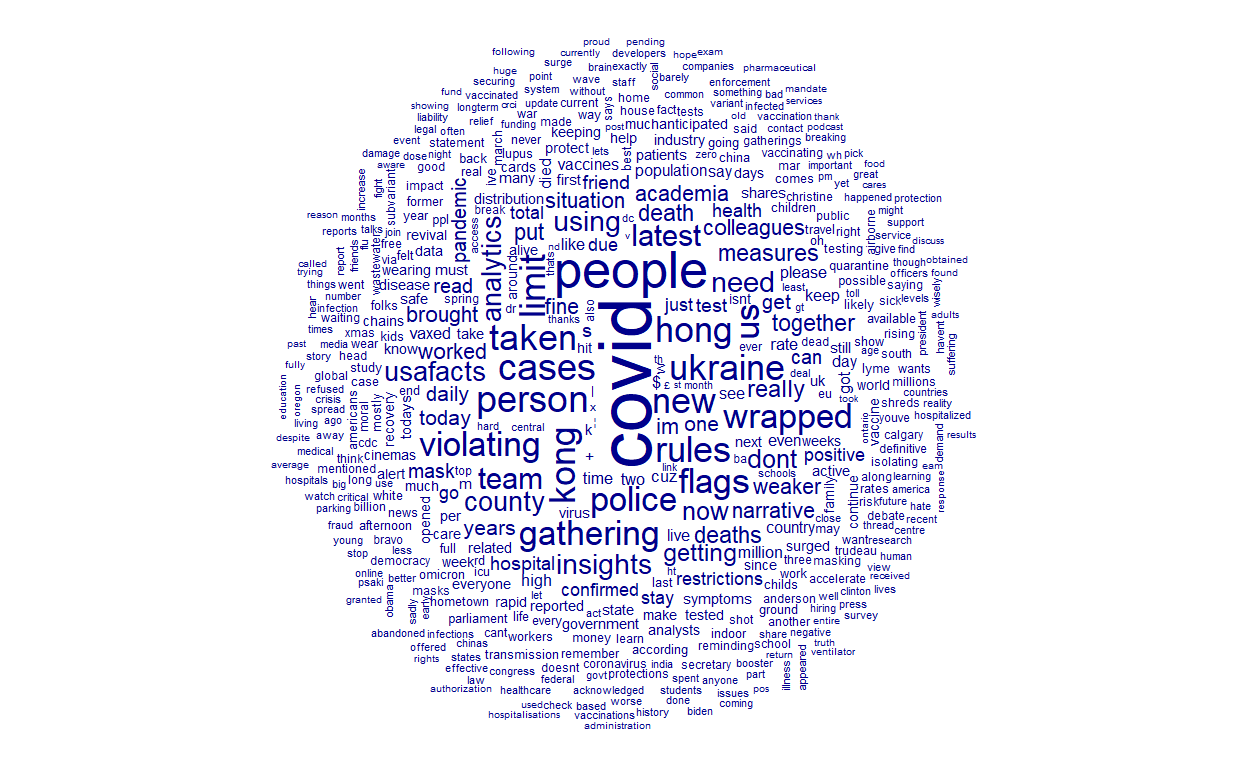 proud pending
following currently developers hope exam
surge brain exactly social companies pharmaceutical
huge point wave staff barely enforcement
securing system without common something bad mandate
fund vaccinated says home variant infected services
showing longterm crci update current house fact tests old vaccination thank
liability relief funding made war way muchanticipated said contact podcast
legal often march never keeping post help industry going gatherings breaking
event statement lupus protect lets best patients zero china vaccinating wh pick
damage dose night back cards died vaccines population say days mar important food
aware good real ive many first friend academia shares comes pm yet great cares
increase fight subvariant impact pandemic distribution situation death health christine children happened protection
former break total using dc colleagues public airborne might
reason months year ppl analytics put latest travel right support
reports talks join revival access like due v measures oh testing service discuss
report friends flu wastewater free via felt data alive nd thats people need please quarantine give find
called trying wearing must around limit least possible though obtained
things went disease read dr fine also just test isnt get keep toll officers found
number folks safe spring thanks s covid gt likely sick saying levels wisely
hear infection chains brought taken hit hong us together available president adults
waiting xmas vaxed take rate dead still rising havent
times kids know worked ever show suffering
past media wear cases th w ukraine can age south
story head usafacts deal day lyme wants
fully study $ £ st month really uk got world millions
global case daily person l new see eu countries
education oregon refused crisis americans moral mostly recovery end todays x wrapped took shreds reality
spread today k ¦ im one vaccine youve hospitalized
living ago hard central kong rules next even weeks ontario calgary demand results
despite away cdc cinemas violating + dont positive definitive
medical think alert mask top ba isolating
average mentioned team time two cuz link schools active along learning earn response
hospitals big long use much m flags weaker family continue rates america
watch critical white go county police risk future hate
parking billion news opened per virus now narrative close debate recent
fraud afternoon care years gathering live deaths country may thread centre
young bravo full related getting million surged want research
stop less democracy week rd hospital insights ht since three masking trudeau view human
online better omicron icu high last restrictions work accelerate received
psaki obama masks everyone let confirmed stay childs clinton lives
granted sadly early hometown rapid reported act state symptoms anderson well press
parliament life every government make tested shot ground hiring survey
abandoned infections cant workers money learn analysts indoor another entire
offered chinas according reminding school share negative truth
rights states transmission remember return ventilator
effective congress doesnt coronavirus india secretary booster part illness appeared
law federal govt protections spent anyone
authorization healthcare acknowledged students issues pos
used check based worse done coming
hospitalisations vaccinations history biden
administration